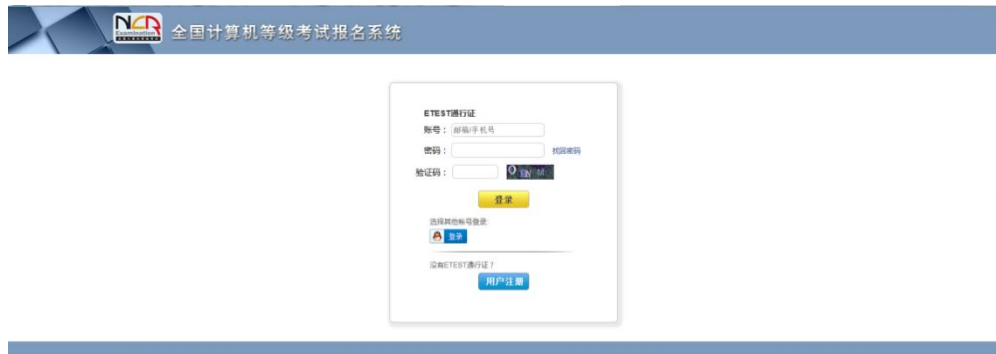 NCR
Examination
全国计算机等级考试报名系统
ETEST通行证
账号： 邮箱/手机号
密码： 找回密码
验证码：
登录
选择其他帐号登录:
登录
没有ETEST通行证？
用户注册